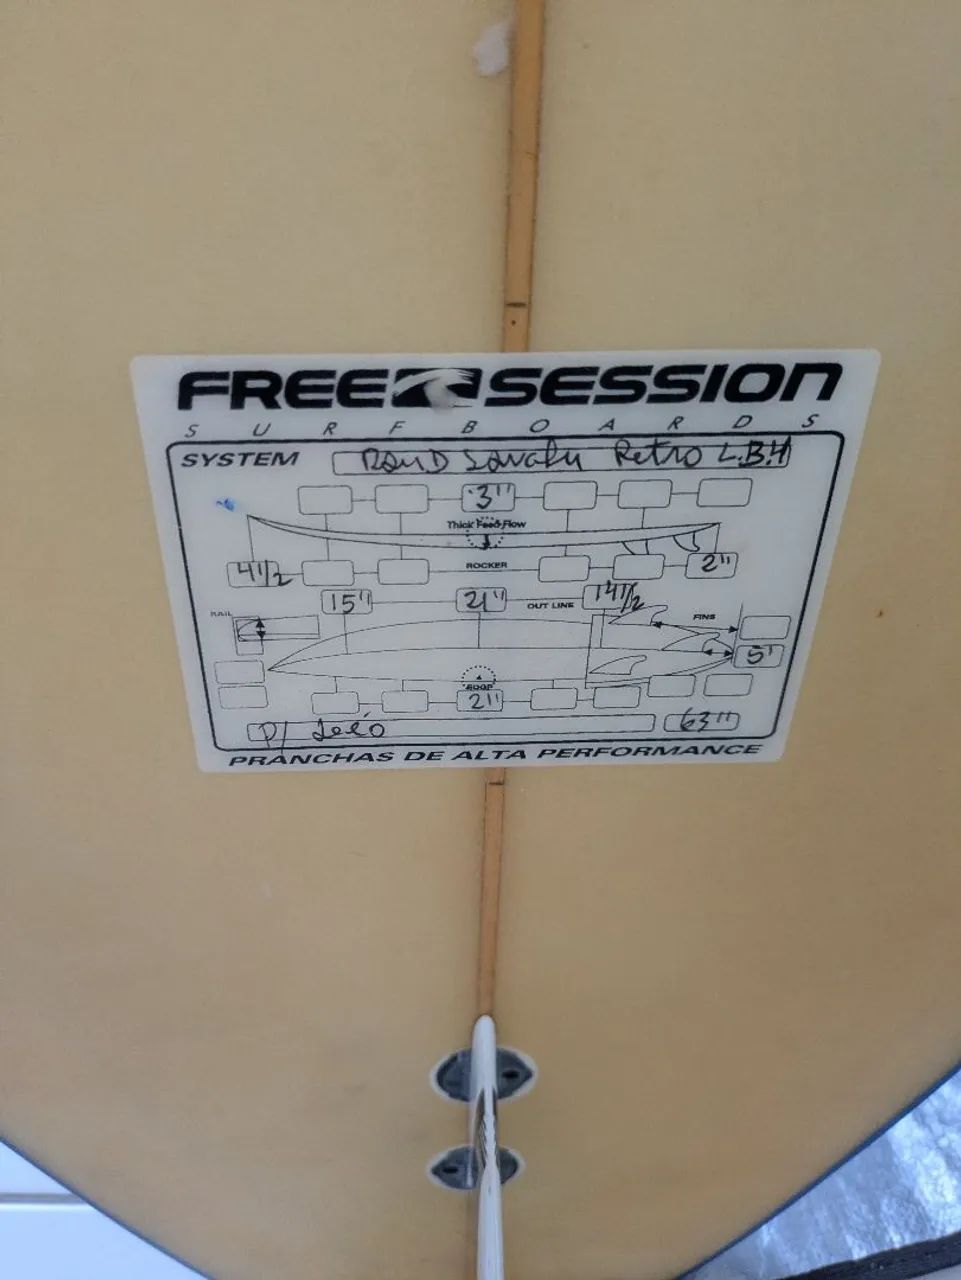 FREE SESSION
SURFBOARDS
SYSTEM Retro L.B.H
3"
Thick Feed Flow
4 1/2 ROCKER 2"
15" 21" OUT LINE 14 1/2
RAIL FINS
5"
EDGP
21"
P/ 63"
PRANCHAS DE ALTA PERFORMANCE